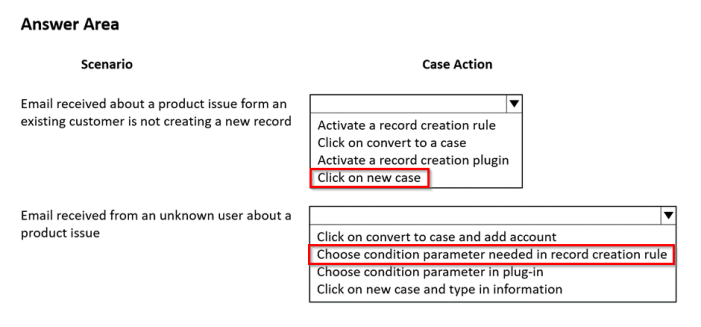 Answer Area
Scenario
Case Action
Email received about a product issue form an
existing customer is not creating a new record
Activate a record creation rule
Click on convert to a case
Activate a record creation plugin
Click on new case
Email received from an unknown user about a
product issue
Click on convert to case and add account
Choose condition parameter needed in record creation rule
Choose condition parameter in plug-in
Click on new case and type in information